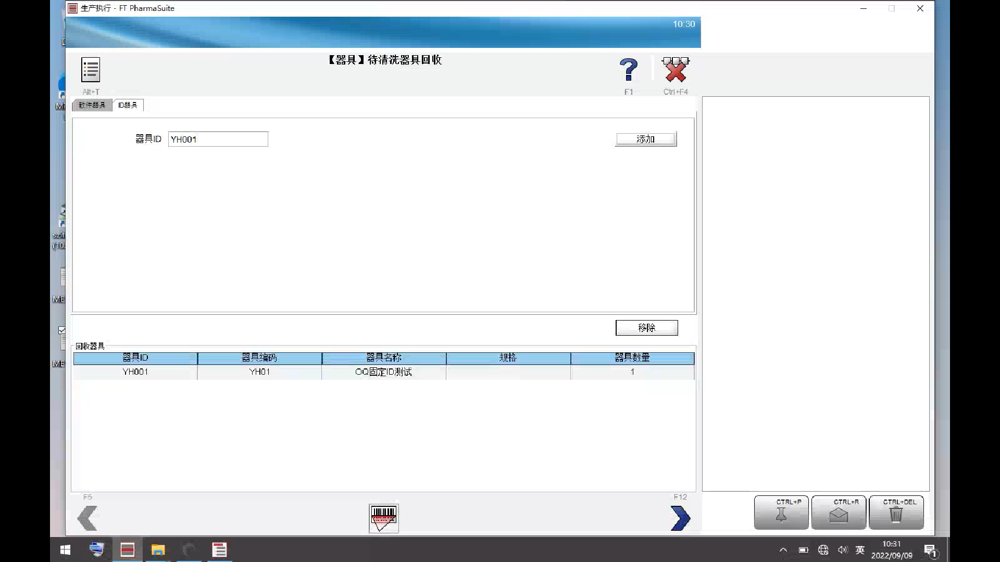 生产执行 - FT PharmaSuite
10:30
【器具】待清洗器具回收
Alt+T
F1
Ctrl+F4
散件器具
ID器具
器具ID
YH001
添加
移除
回收器具
器具ID 器具编码 器具名称 规格 器具数量
YH001 YH01 OQ固定ID测试 1
F5
F12
CTRL+P
CTRL+R
CTRL+DEL
szit
(10.
ME
ME
英
10:31
2022/09/09
1